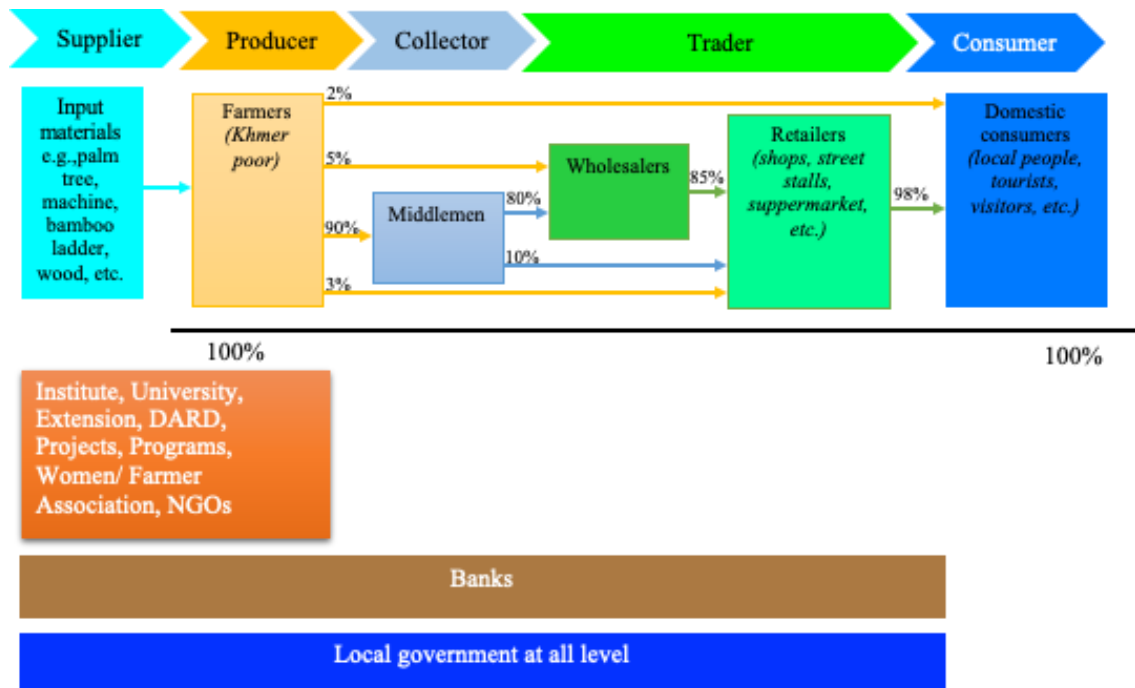 Supplier
Producer
Collector
Trader
Consumer
Input
materials
e.g.,palm
tree,
machine,
bamboo
ladder,
wood, etc.
Farmers
(Khmer
poor)
2%
5%
90%
3%
Middlemen
80%
10%
Wholesalers
85%
Retailers
(shops, street
stalls,
suppermarket,
etc.)
98%
Domestic
consumers
(local people,
tourists,
visitors, etc.)
100%
100%
Institute, University,
Extension, DARD,
Projects, Programs,
Women/ Farmer
Association, NGOs
Banks
Local government at all level